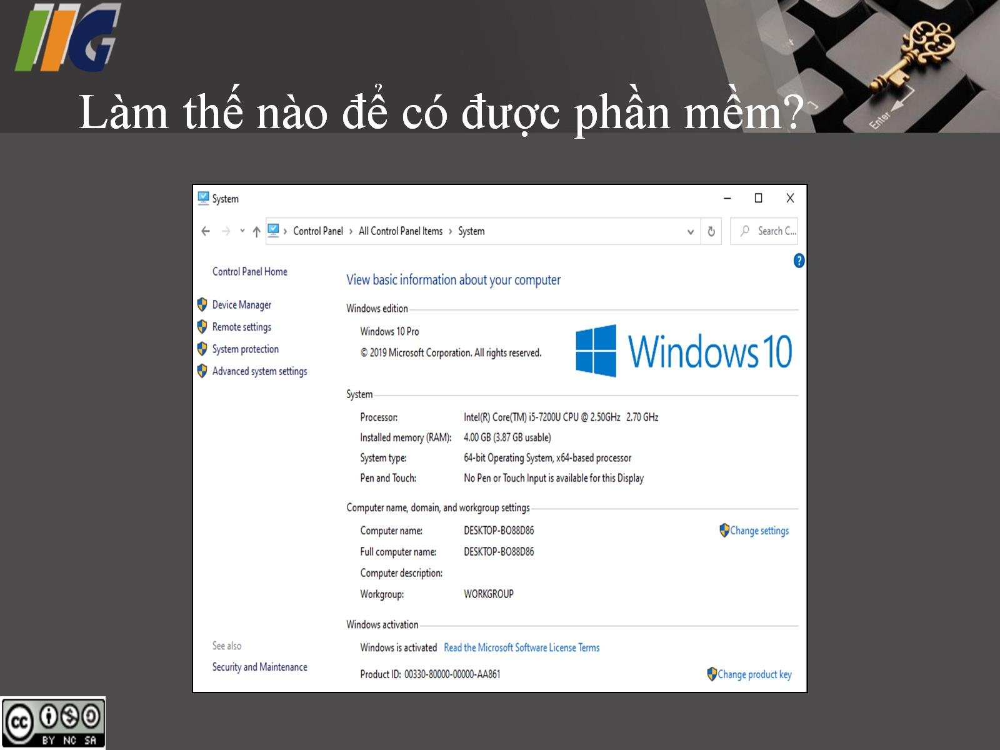 IIG
Làm thế nào để có được phần mềm?
Enter
System
Control Panel › All Control Panel Items › System
Search C...
?
Control Panel Home
Device Manager
Remote settings
System protection
Advanced system settings
See also
Security and Maintenance
View basic information about your computer
Windows edition
Windows 10 Pro
© 2019 Microsoft Corporation. All rights reserved.
Windows 10
System
Processor: Intel(R) Core(TM) i5-7200U CPU @ 2.50GHz 2.70 GHz
Installed memory (RAM): 4.00 GB (3.87 GB usable)
System type: 64-bit Operating System, x64-based processor
Pen and Touch: No Pen or Touch Input is available for this Display
Computer name, domain, and workgroup settings
Computer name: DESKTOP-BO88D86
Change settings
Full computer name: DESKTOP-BO88D86
Computer description:
Workgroup: WORKGROUP
Windows activation
Windows is activated Read the Microsoft Software License Terms
Product ID: 00330-80000-00000-AA861
Change product key
cc
BY NC SA